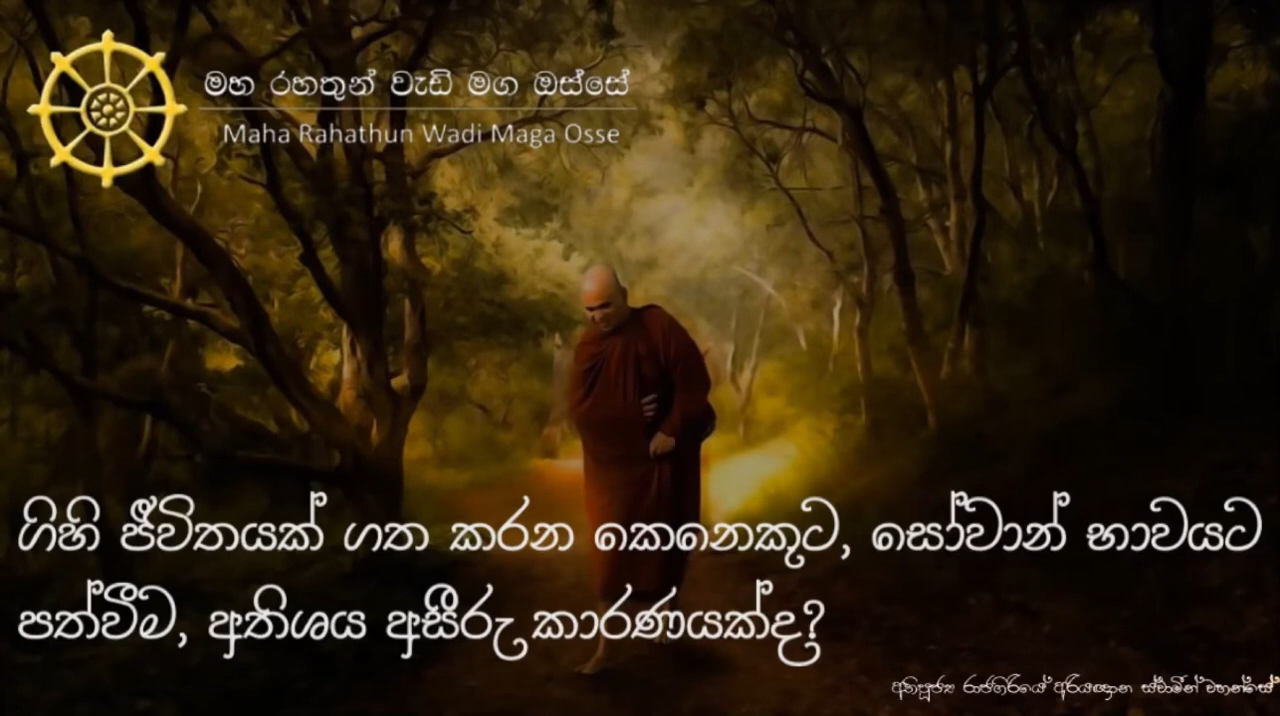 මහ රහතුන් වැඩි මග ඔස්සේ
Maha Rahathun Wadi Maga Osse
ගිහි ජීවිතයක් ගත කරන කෙනෙකුට, සෝවාන් භාවයට
පත්වීම, අතිශය අසීරු කාරණයක්ද?
අතිපූජ්‍ය රාජගිරියේ අරියඤාන ස්වාමීන් වහන්සේ